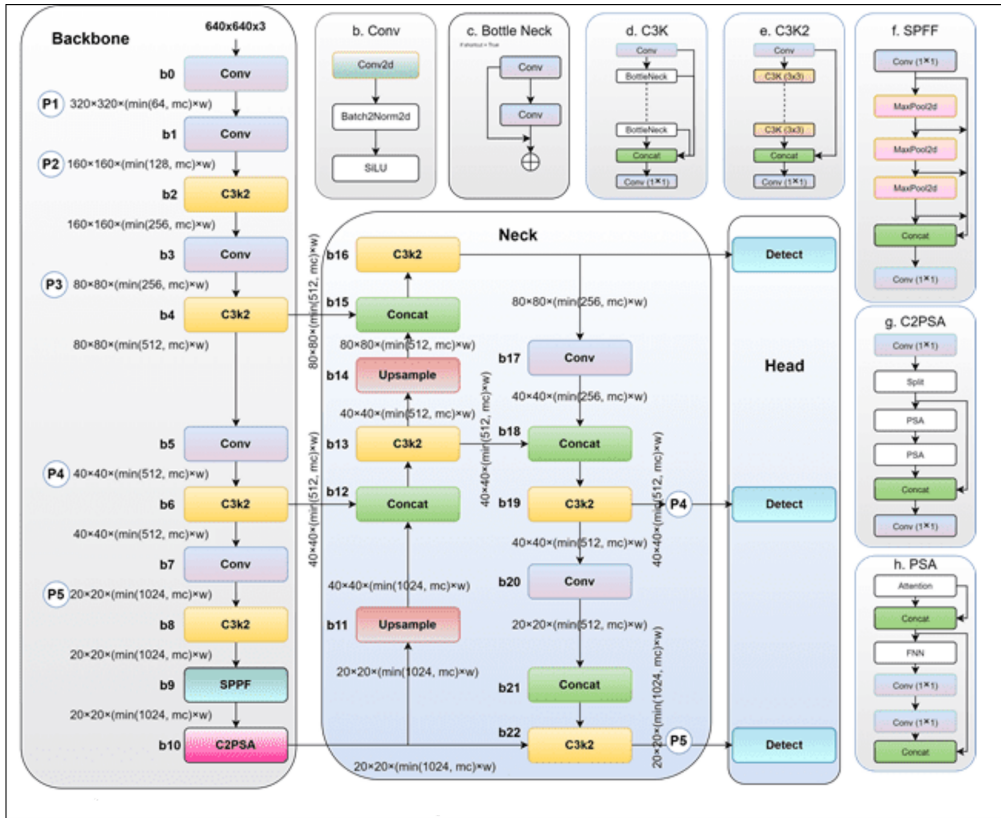 Backbone
640x640x3
b0
Conv
P1
320×320×(min(64, mc)×w)
b1
Conv
P2
160×160×(min(128, mc)×w)
b2
C3k2
160×160×(min(256, mc)×w)
b3
Conv
P3
80×80×(min(256, mc)×w)
b4
C3k2
80×80×(min(512, mc)×w)
b5
Conv
P4
40×40×(min(512, mc)×w)
b6
C3k2
40×40×(min(512, mc)×w)
b7
Conv
P5
20×20×(min(1024, mc)×w)
b8
C3k2
20×20×(min(1024, mc)×w)
b9
SPPF
20×20×(min(1024, mc)×w)
b10
C2PSA
b. Conv
Conv2d
Batch2Norm2d
SiLU
c. Bottle Neck
if shortcut = True
Conv
Conv
d. C3K
Conv
BottleNeck
BottleNeck
Concat
Conv (1×1)
e. C3K2
Conv
C3K (3x3)
C3K (3x3)
Concat
Conv (1×1)
f. SPFF
Conv (1×1)
MaxPool2d
MaxPool2d
MaxPool2d
Concat
Conv (1×1)
Neck
b16
C3k2
80×80×(min(512, mc)×w)
b15
Concat
80×80×(min(512, mc)×w)
b14
Upsample
40×40×(min(512, mc)×w)
b13
C3k2
b12
Concat
40×40×(min(512, mc)×w)
40×40×(min(1024, mc)×w)
b11
Upsample
20×20×(min(1024, mc)×w)
20×20×(min(1024, mc)×w)
80×80×(min(256, mc)×w)
b17
Conv
40×40×(min(256, mc)×w)
b18
Concat
40×40×(min(512, mc)×w)
b19
C3k2
P4
40×40×(min(512, mc)×w)
40×40×(min(512, mc)×w)
b20
Conv
20×20×(min(512, mc)×w)
b21
Concat
b22
C3k2
P5
20×20×(min(1024, mc)×w)
Detect
Head
Detect
Detect
g. C2PSA
Conv (1×1)
Split
PSA
PSA
Concat
Conv (1×1)
h. PSA
Attention
Concat
FNN
Conv (1×1)
Conv (1×1)
Concat